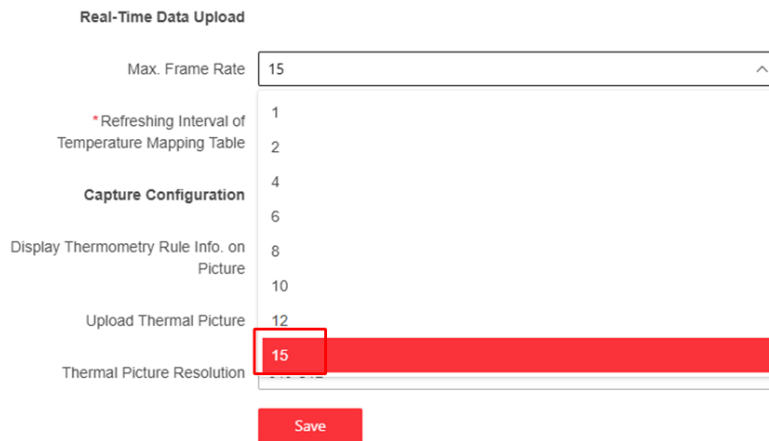 Real-Time Data Upload
Max. Frame Rate 15
1
*Refreshing Interval of
Temperature Mapping Table
2
4
Capture Configuration
6
Display Thermometry Rule Info. on
Picture
8
10
Upload Thermal Picture 12
15
Thermal Picture Resolution
Save